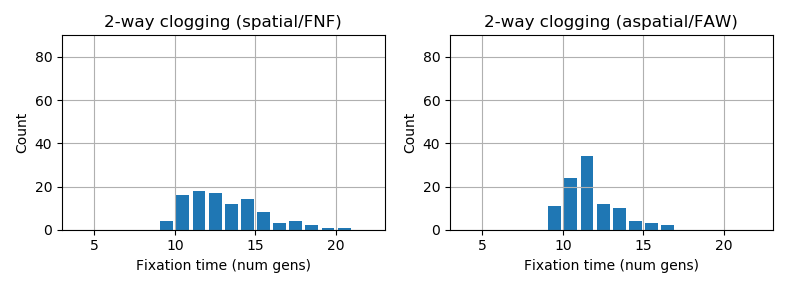 2-way clogging (spatial/FNF)
80
60
40
20
0
Count
5 10 15 20
Fixation time (num gens)
2-way clogging (aspatial/FAW)
80
60
40
20
0
Count
5 10 15 20
Fixation time (num gens)